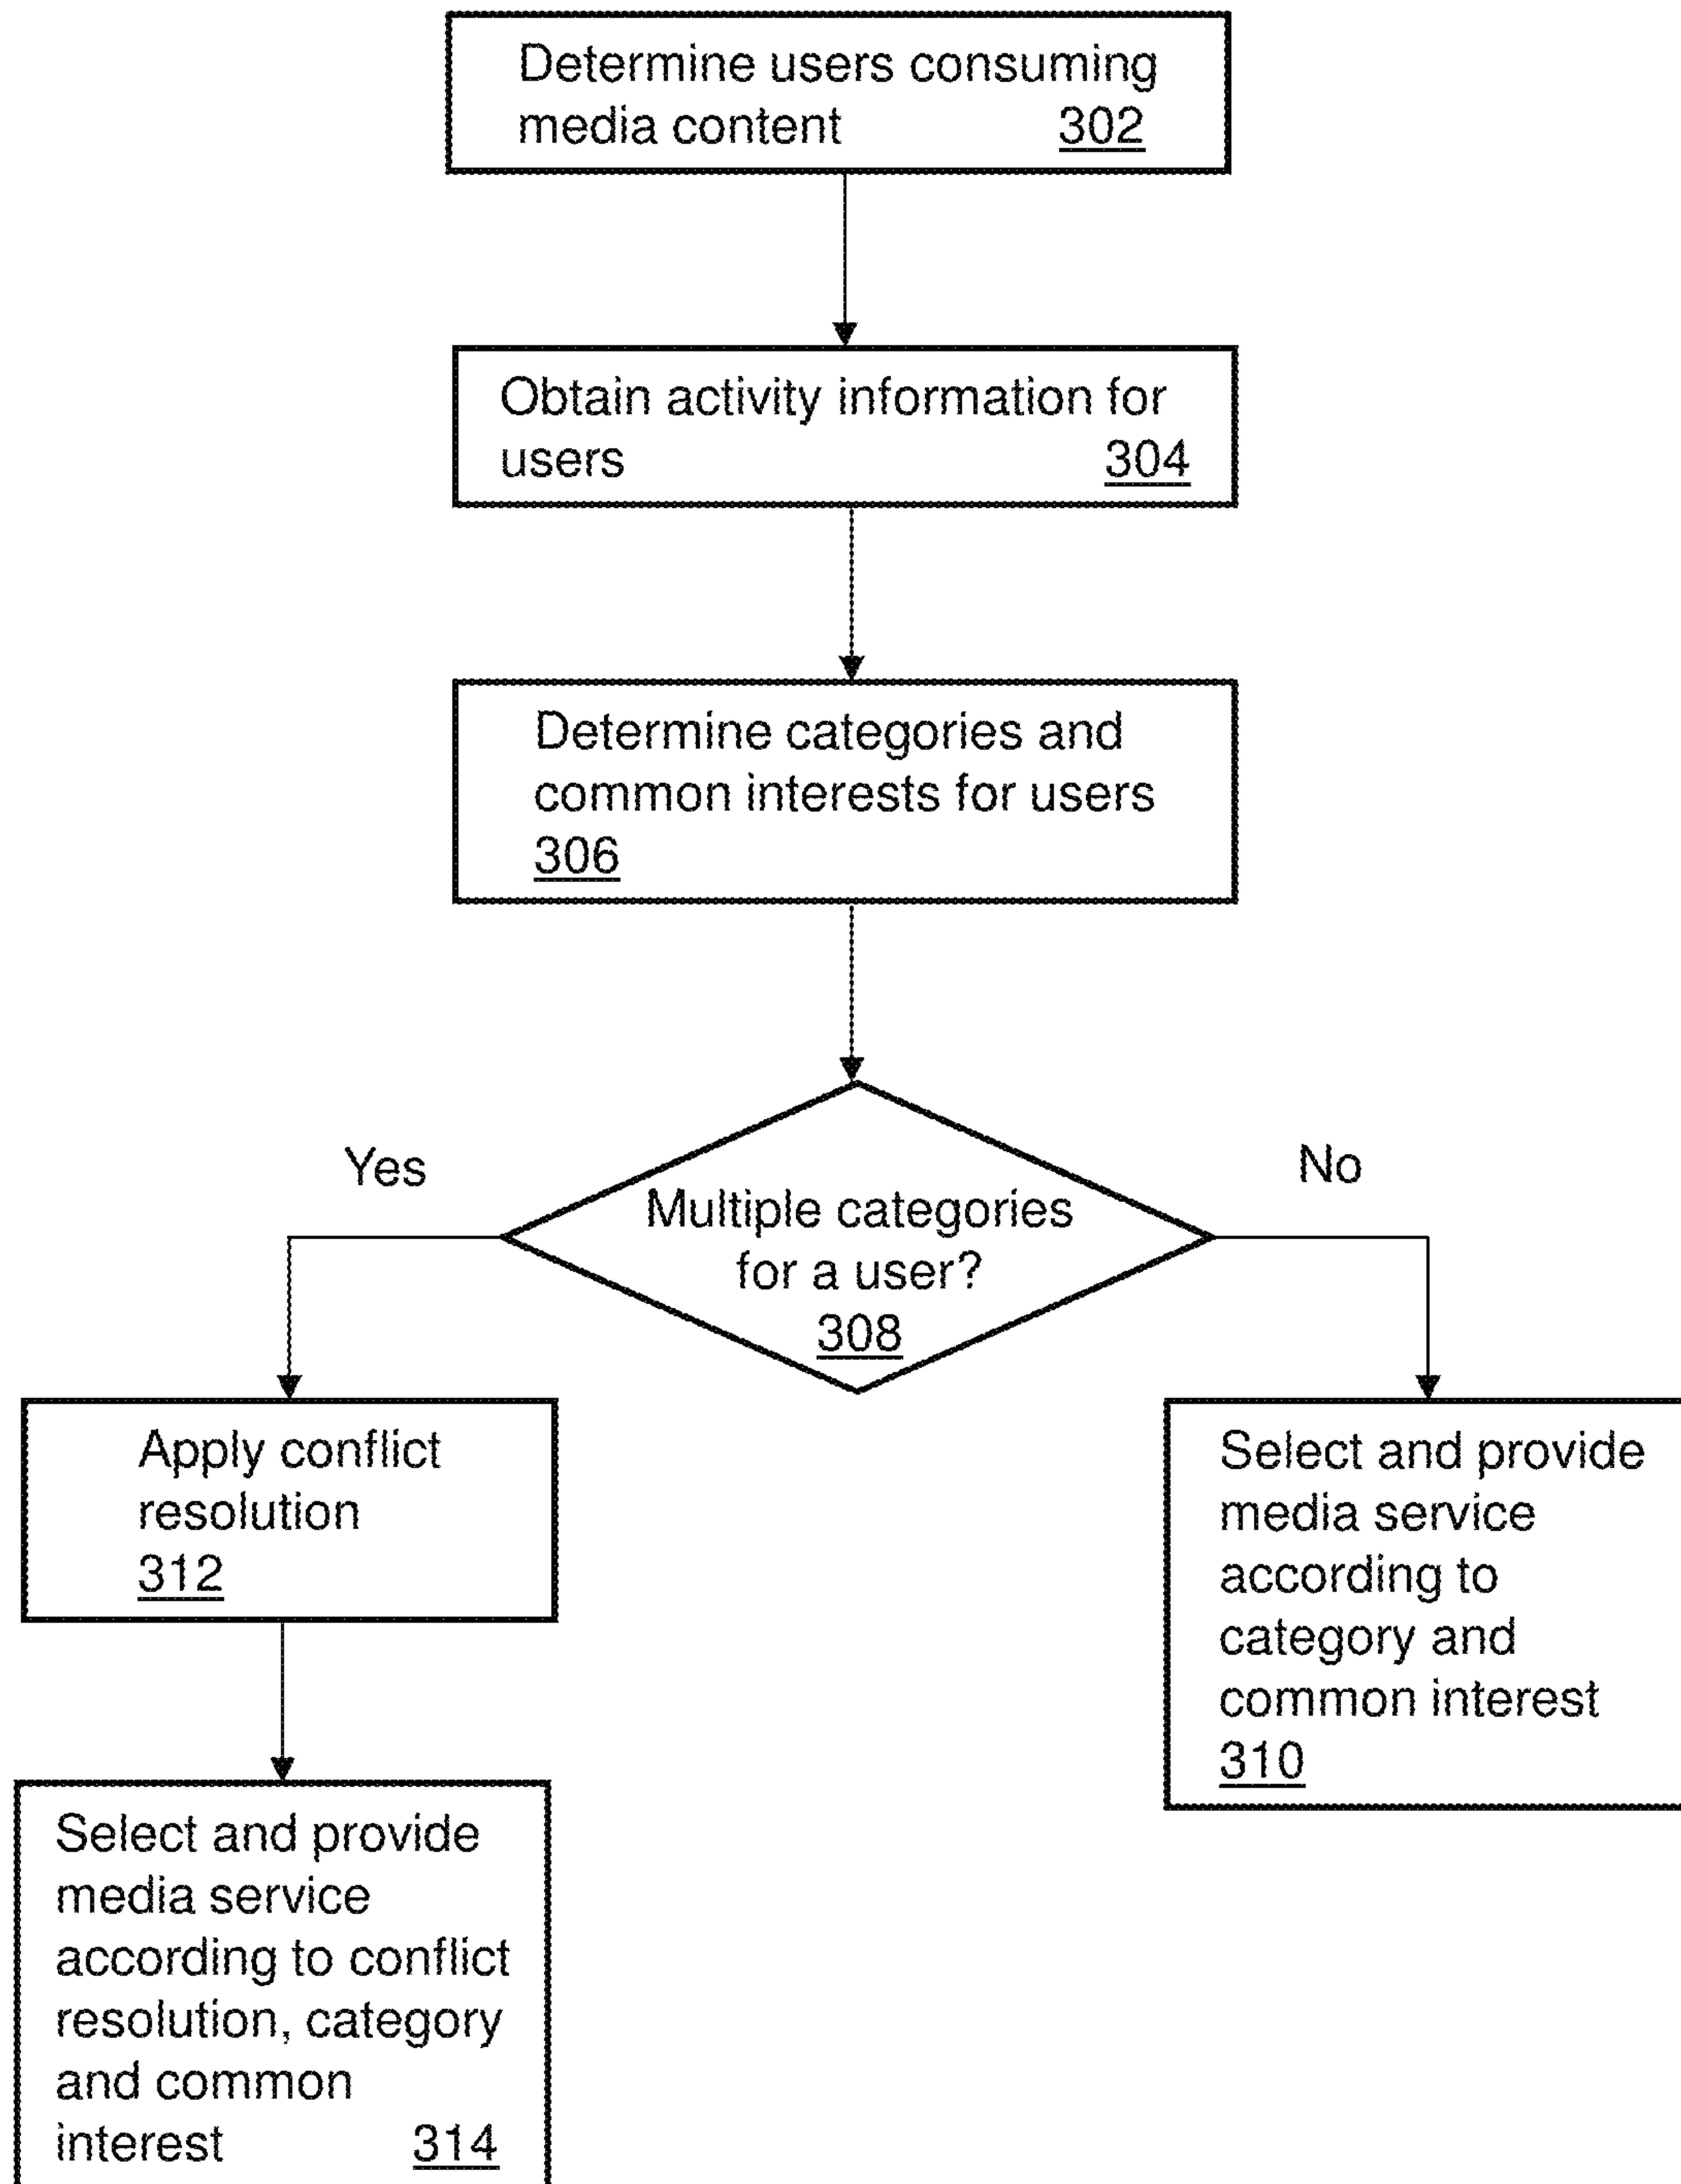 Determine users consuming
media content 302
Obtain activity information for
users 304
Determine categories and
common interests for users
306
Yes
No
Multiple categories
for a user?
308
Apply conflict
resolution
312
Select and provide
media service
according to
category and
common interest
310
Select and provide
media service
according to conflict
resolution, category
and common
interest 314